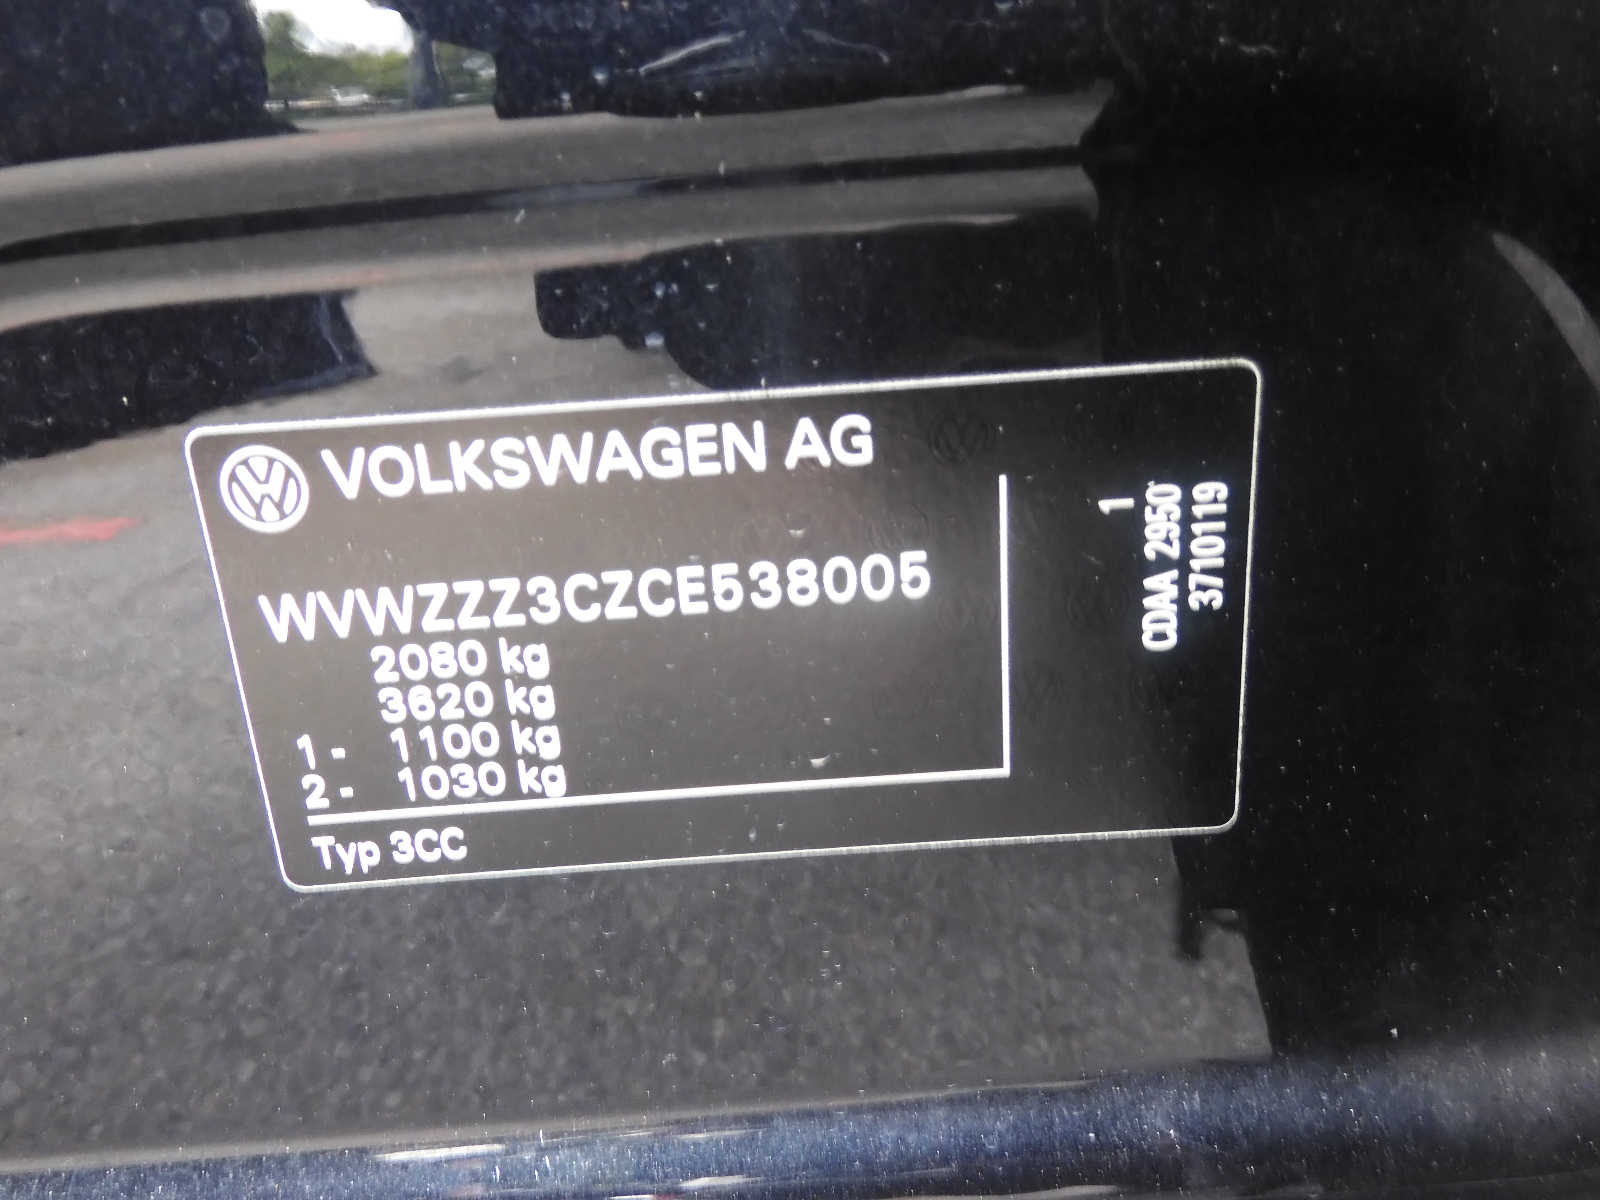 VOLKSWAGEN AG
WVWZZZ3CZCE538005
2080 kg
3620 kg
1 - 1100 kg
2 - 1030 kg
Typ 3CC
1
CDAA 2950
3710119